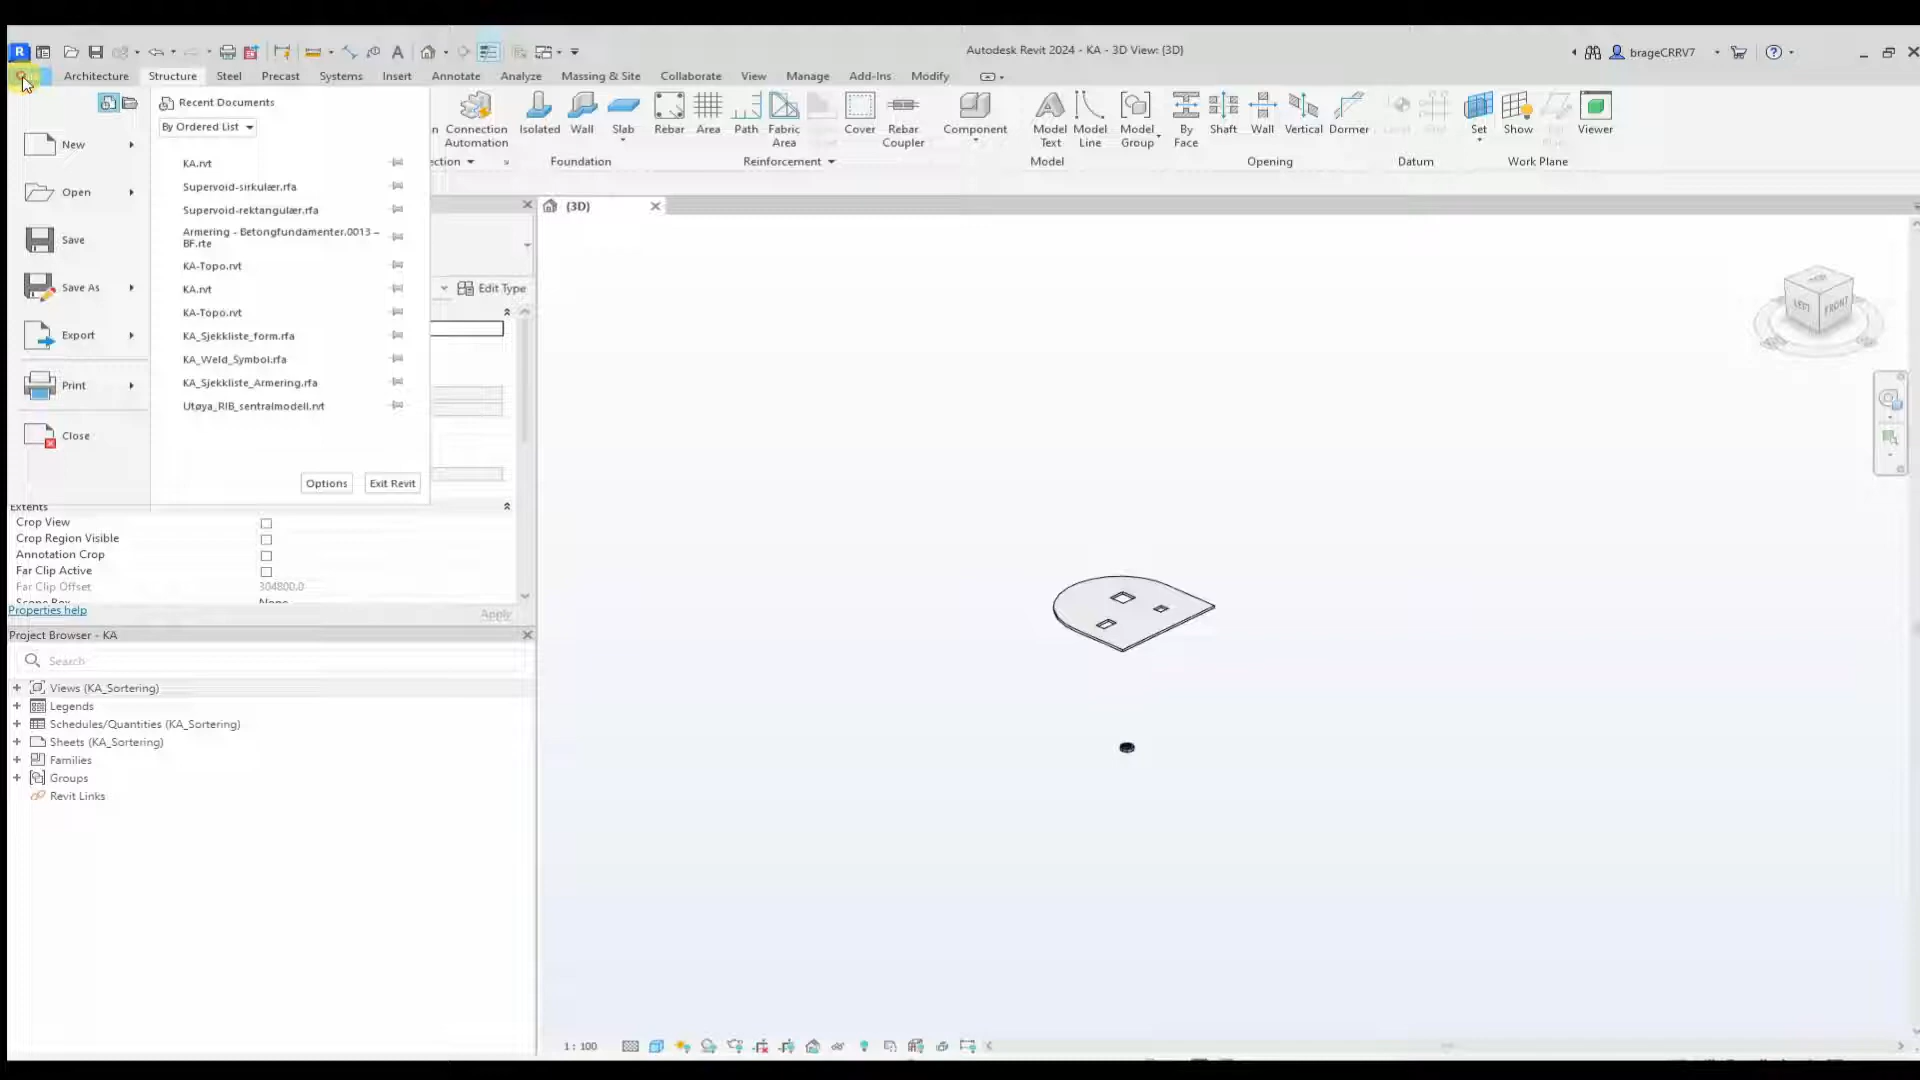 R
Autodesk Revit 2024 - KA - 3D View: {3D}
brageCRRV7
Architecture Structure Steel Precast Systems Insert Annotate Analyze Massing & Site Collaborate View Manage Add-Ins Modify
Recent Documents
By Ordered List
New
Open
Save
Save As
Export
Print
Close
KA.rvt
Supervoid-sirkulær.rfa
Supervoid-rektangulær.rfa
Armering - Betongfundamenter.0013 –
BF.rte
KA-Topo.rvt
KA.rvt
KA-Topo.rvt
KA_Sjekkliste_form.rfa
KA_Weld_Symbol.rfa
KA_Sjekkliste_Armering.rfa
Utøya_RIB_sentralmodell.rvt
Options Exit Revit
n Connection Isolated Wall Slab Rebar Area Path Fabric Cover Rebar Component Model Model Model By Shaft Wall Vertical Dormer Set Show Viewer
Automation Area Coupler Text Line Group Face
ection Foundation Reinforcement Model Opening Datum Work Plane
{3D}
Edit Type
Extents
Crop View
Crop Region Visible
Annotation Crop
Far Clip Active
Far Clip Offset 304800.0
Scope Box None
Properties help Apply
Project Browser - KA
Search
Views (KA_Sortering)
Legends
Schedules/Quantities (KA_Sortering)
Sheets (KA_Sortering)
Families
Groups
Revit Links
TOP
LEFT FRONT
1 : 100